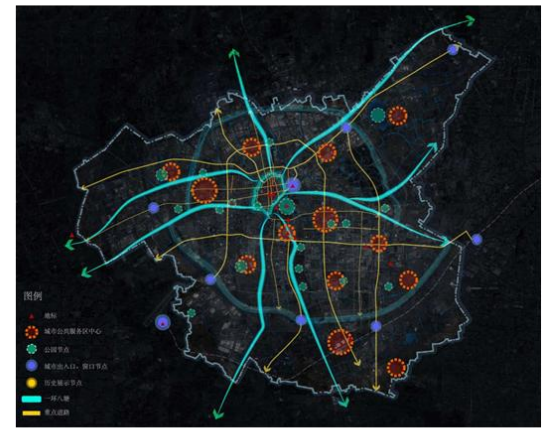 图例
地标
城市公共服务区中心
公园节点
城市出入口、窗口节点
历史展示节点
一环八廊
重点道路